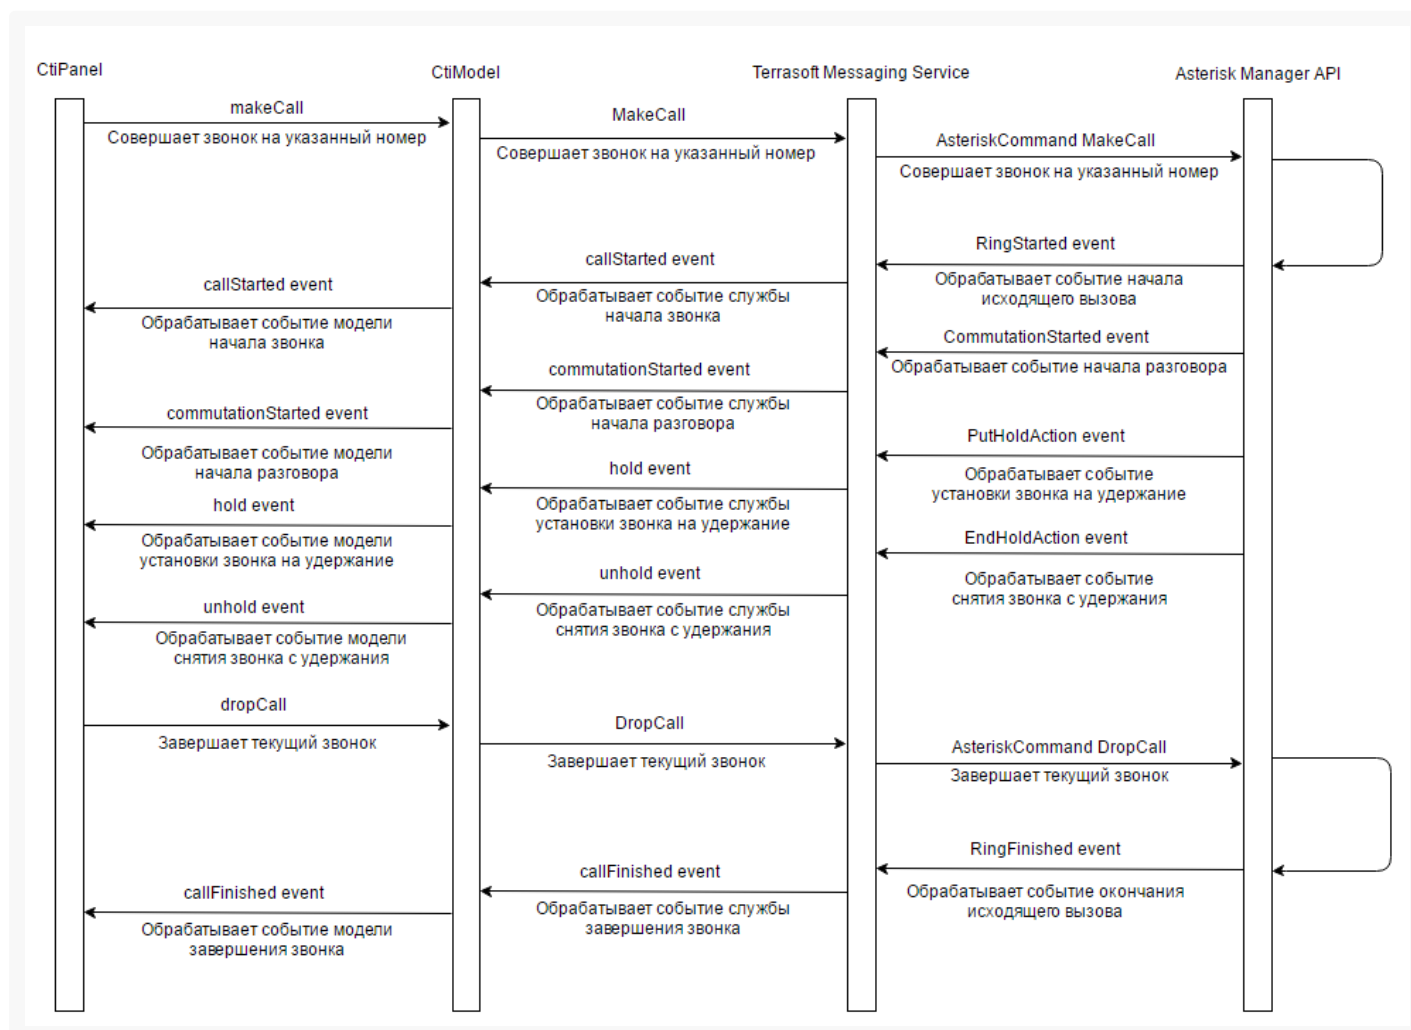 CtiPanel
CtiModel
Terrasoft Messaging Service
Asterisk Manager API
makeCall
Совершает звонок на указанный номер
MakeCall
Совершает звонок на указанный номер
AsteriskCommand MakeCall
Совершает звонок на указанный номер
RingStarted event
Обрабатывает событие начала
исходящего вызова
callStarted event
Обрабатывает событие службы
начала звонка
callStarted event
Обрабатывает событие модели
начала звонка
CommutationStarted event
Обрабатывает событие начала разговора
commutationStarted event
Обрабатывает событие службы
начала разговора
commutationStarted event
Обрабатывает событие модели
начала разговора
PutHoldAction event
Обрабатывает событие
установки звонка на удержание
hold event
Обрабатывает событие службы
установки звонка на удержание
hold event
Обрабатывает событие модели
установки звонка на удержание
EndHoldAction event
Обрабатывает событие
снятия звонка с удержания
unhold event
Обрабатывает событие службы
снятия звонка с удержания
unhold event
Обрабатывает событие модели
снятия звонка с удержания
dropCall
Завершает текущий звонок
DropCall
Завершает текущий звонок
AsteriskCommand DropCall
Завершает текущий звонок
RingFinished event
Обрабатывает событие окончания
исходящего вызова
callFinished event
Обрабатывает событие службы
завершения звонка
callFinished event
Обрабатывает событие модели
завершения звонка